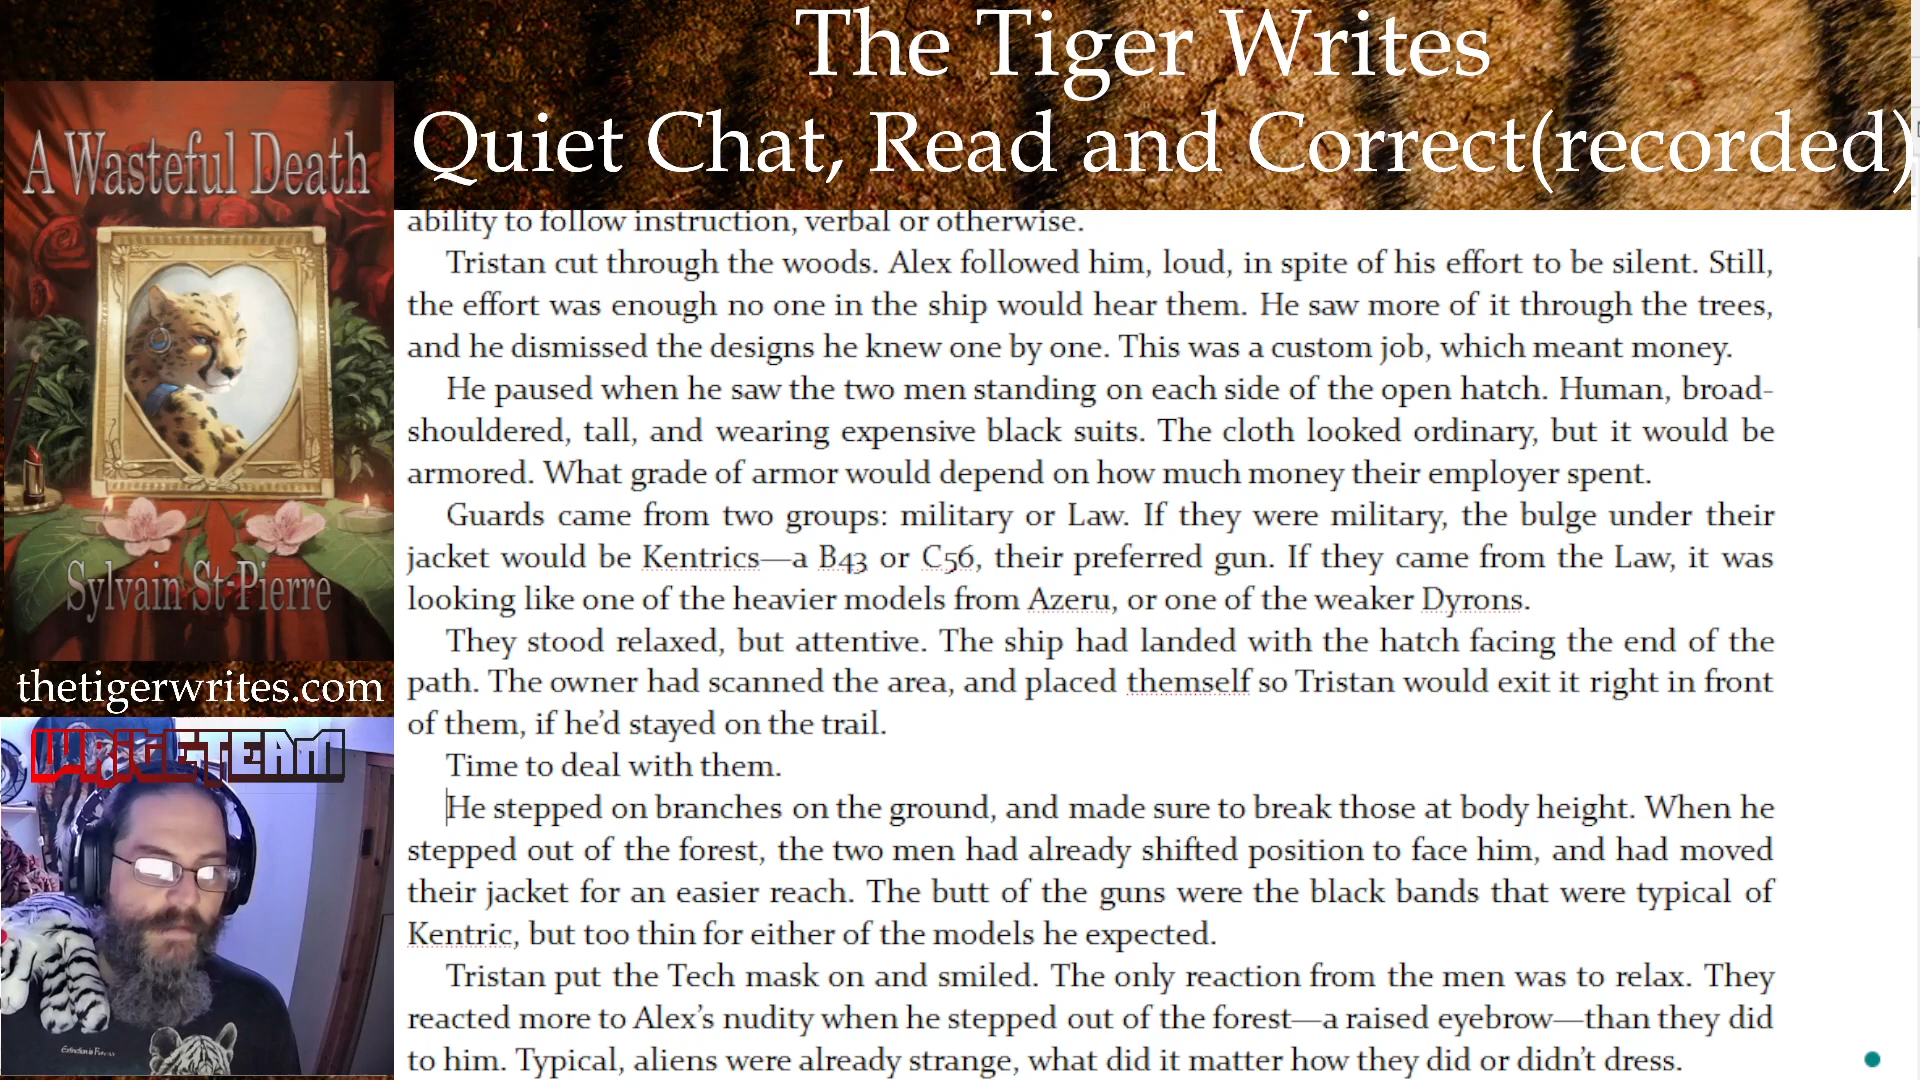 The Tiger Writes
Quiet Chat, Read and Correct(recorded)
A Wasteful Death
Sylvain St-Pierre
thetigerwrites.com
WRITETEAM
Extinction is Forever
ability to follow instruction, verbal or otherwise.
Tristan cut through the woods. Alex followed him, loud, in spite of his effort to be silent. Still,
the effort was enough no one in the ship would hear them. He saw more of it through the trees,
and he dismissed the designs he knew one by one. This was a custom job, which meant money.
He paused when he saw the two men standing on each side of the open hatch. Human, broad-
shouldered, tall, and wearing expensive black suits. The cloth looked ordinary, but it would be
armored. What grade of armor would depend on how much money their employer spent.
Guards came from two groups: military or Law. If they were military, the bulge under their
jacket would be Kentrics—a B43 or C56, their preferred gun. If they came from the Law, it was
looking like one of the heavier models from Azeru, or one of the weaker Dyrons.
They stood relaxed, but attentive. The ship had landed with the hatch facing the end of the
path. The owner had scanned the area, and placed themself so Tristan would exit it right in front
of them, if he’d stayed on the trail.
Time to deal with them.
He stepped on branches on the ground, and made sure to break those at body height. When he
stepped out of the forest, the two men had already shifted position to face him, and had moved
their jacket for an easier reach. The butt of the guns were the black bands that were typical of
Kentric, but too thin for either of the models he expected.
Tristan put the Tech mask on and smiled. The only reaction from the men was to relax. They
reacted more to Alex’s nudity when he stepped out of the forest—a raised eyebrow—than they did
to him. Typical, aliens were already strange, what did it matter how they did or didn’t dress.